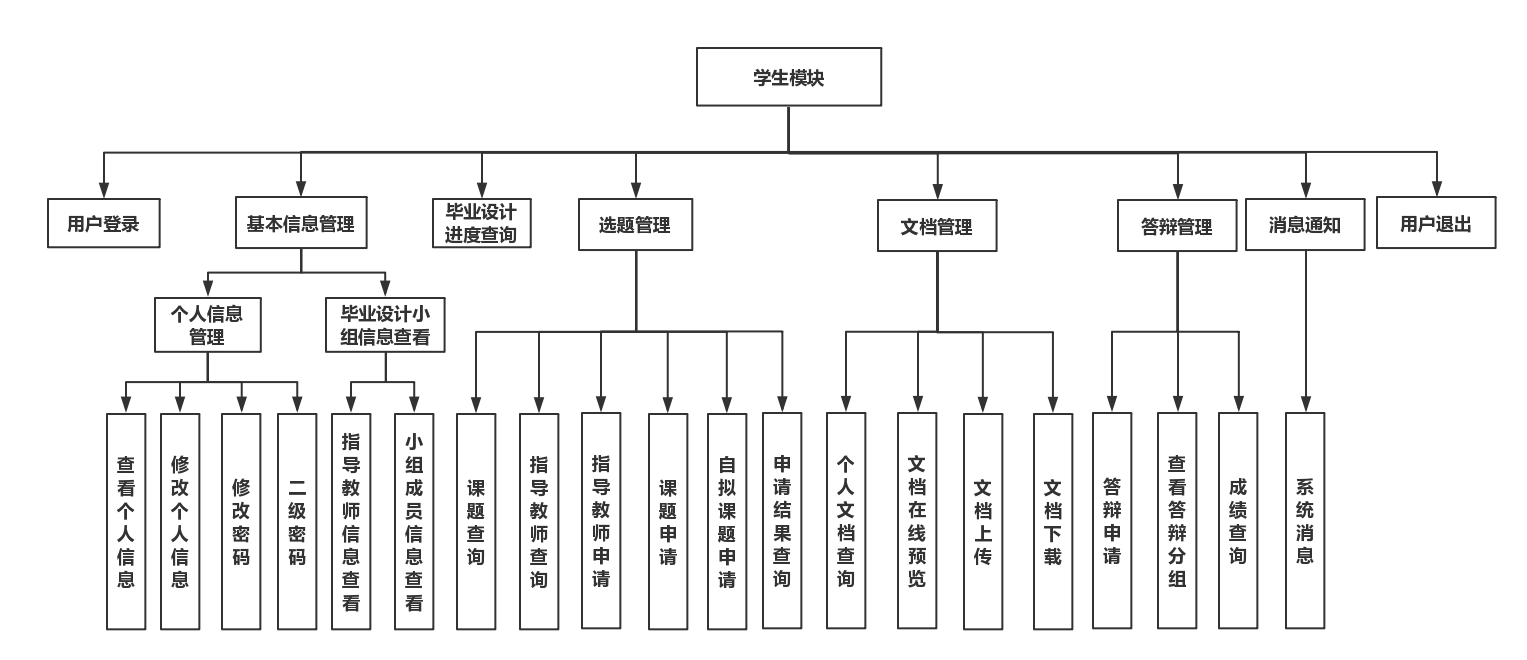 学生模块
用户登录
基本信息管理
毕业设计
进度查询
选题管理
文档管理
答辩管理
消息通知
用户退出
个人信息
管理
毕业设计小
组信息查看
查看个人信息
修改个人信息
修改密码
二级密码
指导教师信息查看
小组成员信息查看
课题查询
指导教师查询
指导教师申请
课题申请
自拟课题申请
申请结果查询
个人文档查询
文档在线预览
文档上传
文档下载
答辩申请
查看答辩分组
成绩查询
系统消息